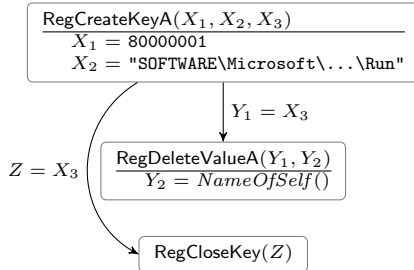 RegCreateKeyA(X₁, X₂, X₃)
X₁ = 80000001
X₂ = "SOFTWARE\Microsoft\...\Run"
Y₁ = X₃
RegDeleteValueA(Y₁, Y₂)
Y₂ = NameOfSelf()
Z = X₃
RegCloseKey(Z)